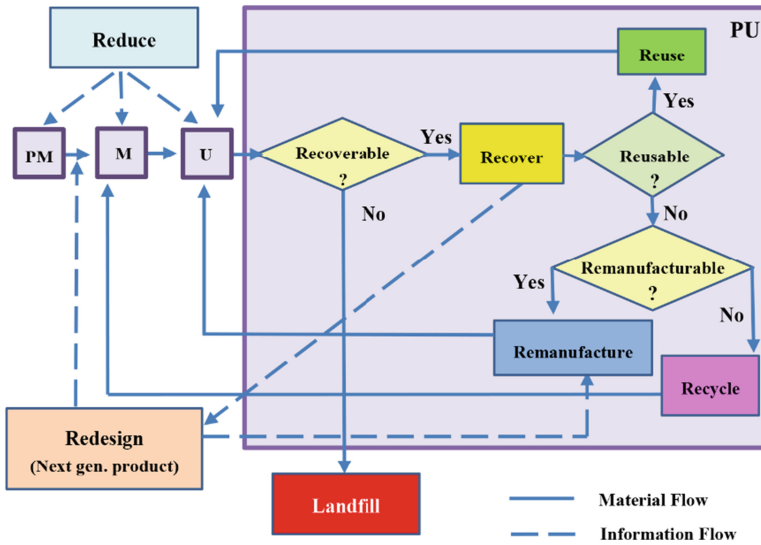 Reduce
PU
Reuse
Yes
PM
M
U
Recoverable
?
Yes
Recover
Reusable
?
No
No
Remanufacturable
?
Yes
No
Remanufacture
Recycle
Redesign
(Next gen. product)
Landfill
Material Flow
Information Flow